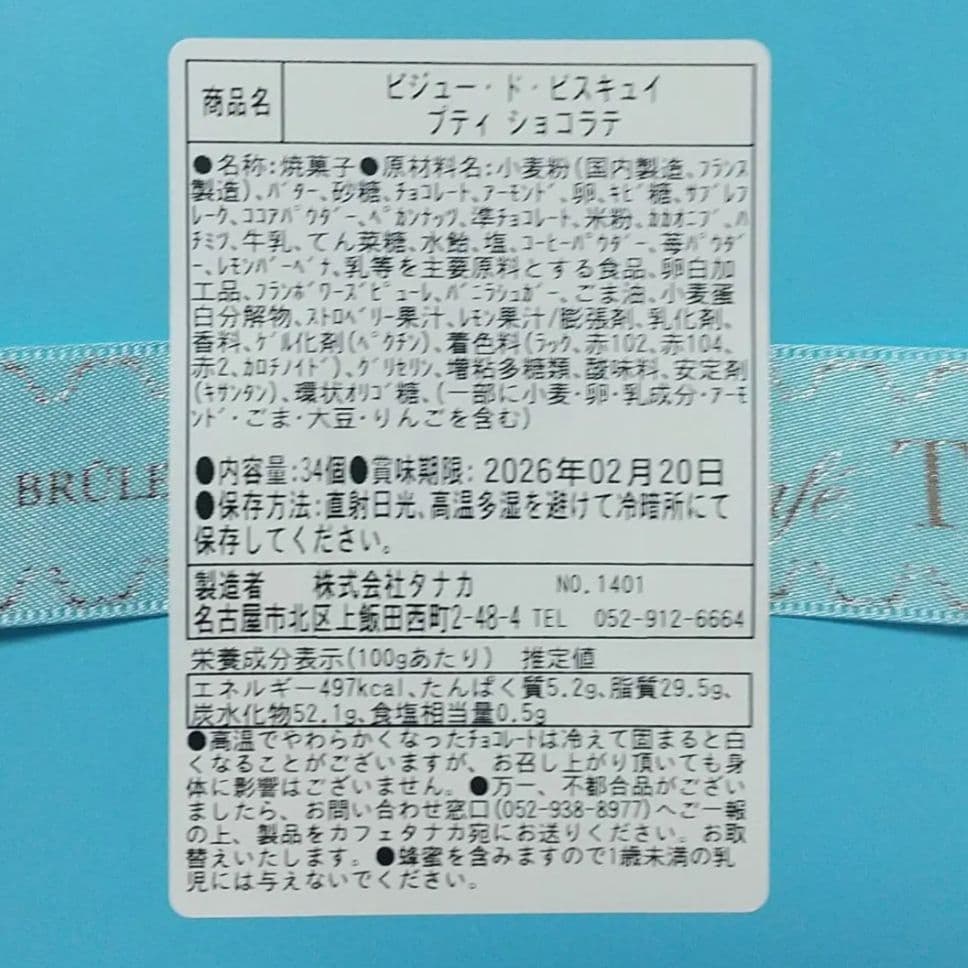 商品名
ビジュー・ド・ビスキュイ
プティ ショコラテ
●名称:焼菓子●原材料名:小麦粉(国内製造、フランス
製造)、バター、砂糖、チョコレート、アーモンド、卵、キビ糖、サブレフ
レーク、ココアパウダー、ペカンナッツ、準チョコレート、米粉、カカオニブ、ハ
チミツ、牛乳、てん菜糖、水飴、塩、コーヒーパウダー、苺パウダ
ー、レモンバーベナ、乳等を主要原料とする食品、卵白加
工品、フランボワーズピューレ、バニラシュガー、ごま油、小麦蛋
白分解物、ストロベリー果汁、レモン果汁/膨張剤、乳化剤、
香料、ゲル化剤(ペクチン)、着色料(ラック、赤102、赤104、
赤2、カロチノイド)、グリセリン、増粘多糖類、酸味料、安定剤
(キサンタン)、環状オリゴ糖、(一部に小麦・卵・乳成分・アーモ
ンド・ごま・大豆・りんごを含む)
●内容量:34個●賞味期限: 2026年02月20日
●保存方法:直射日光、高温多湿を避けて冷暗所にて
保存してください。
BRÛLE
afé T
製造者 株式会社タナカ NO.1401
名古屋市北区上飯田西町2-48-4 TEL 052-912-6664
栄養成分表示(100gあたり) 推定値
エネルギー497kcal、たんぱく質5.2g、脂質29.5g、
炭水化物52.1g、食塩相当量0.5g
●高温でやわらかくなったチョコレートは冷えて固まると白
くなることがございますが、お召し上がり頂いても身
体に影響はございません。●万一、不都合品がござい
ましたら、お問い合わせ窓口(052-938-8977)へご一報
の上、製品をカフェタナカ宛にお送りください。お取
替えいたします。●蜂蜜を含みますので1歳未満の乳
児には与えないでください。